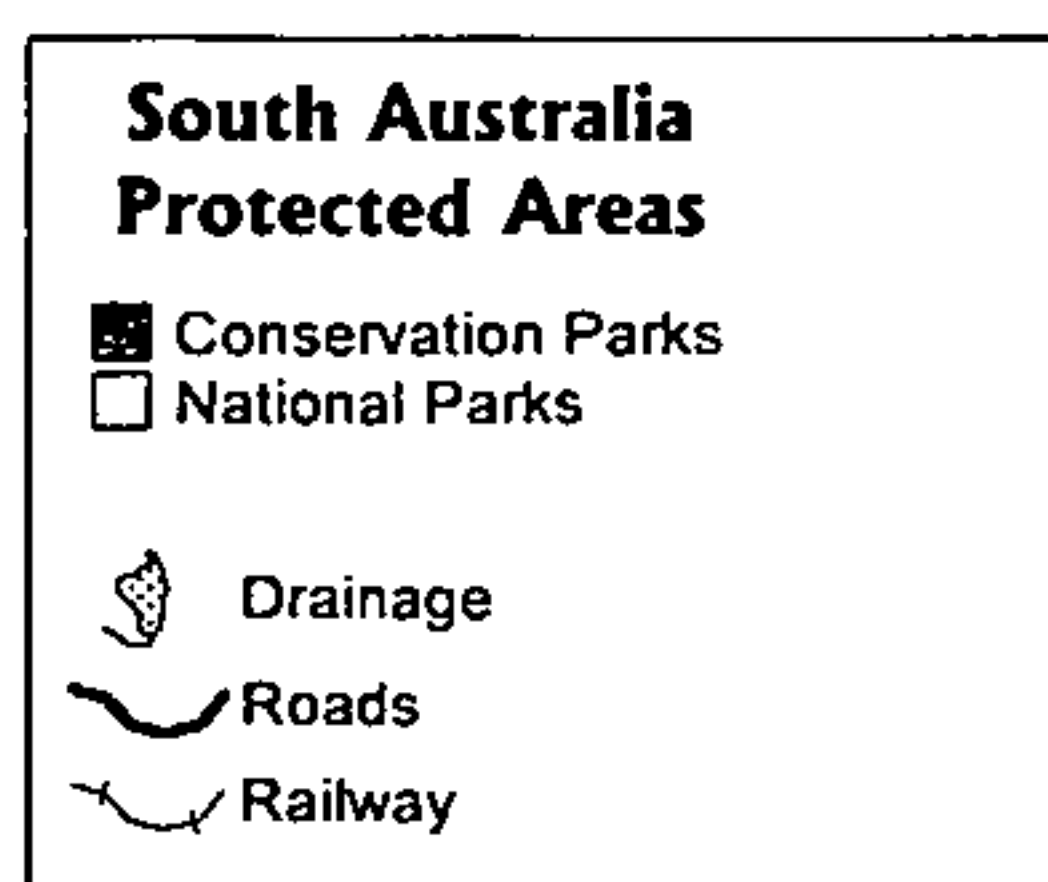 South Australia
Protected Areas
Conservation Parks
National Parks
Drainage
Roads
Railway